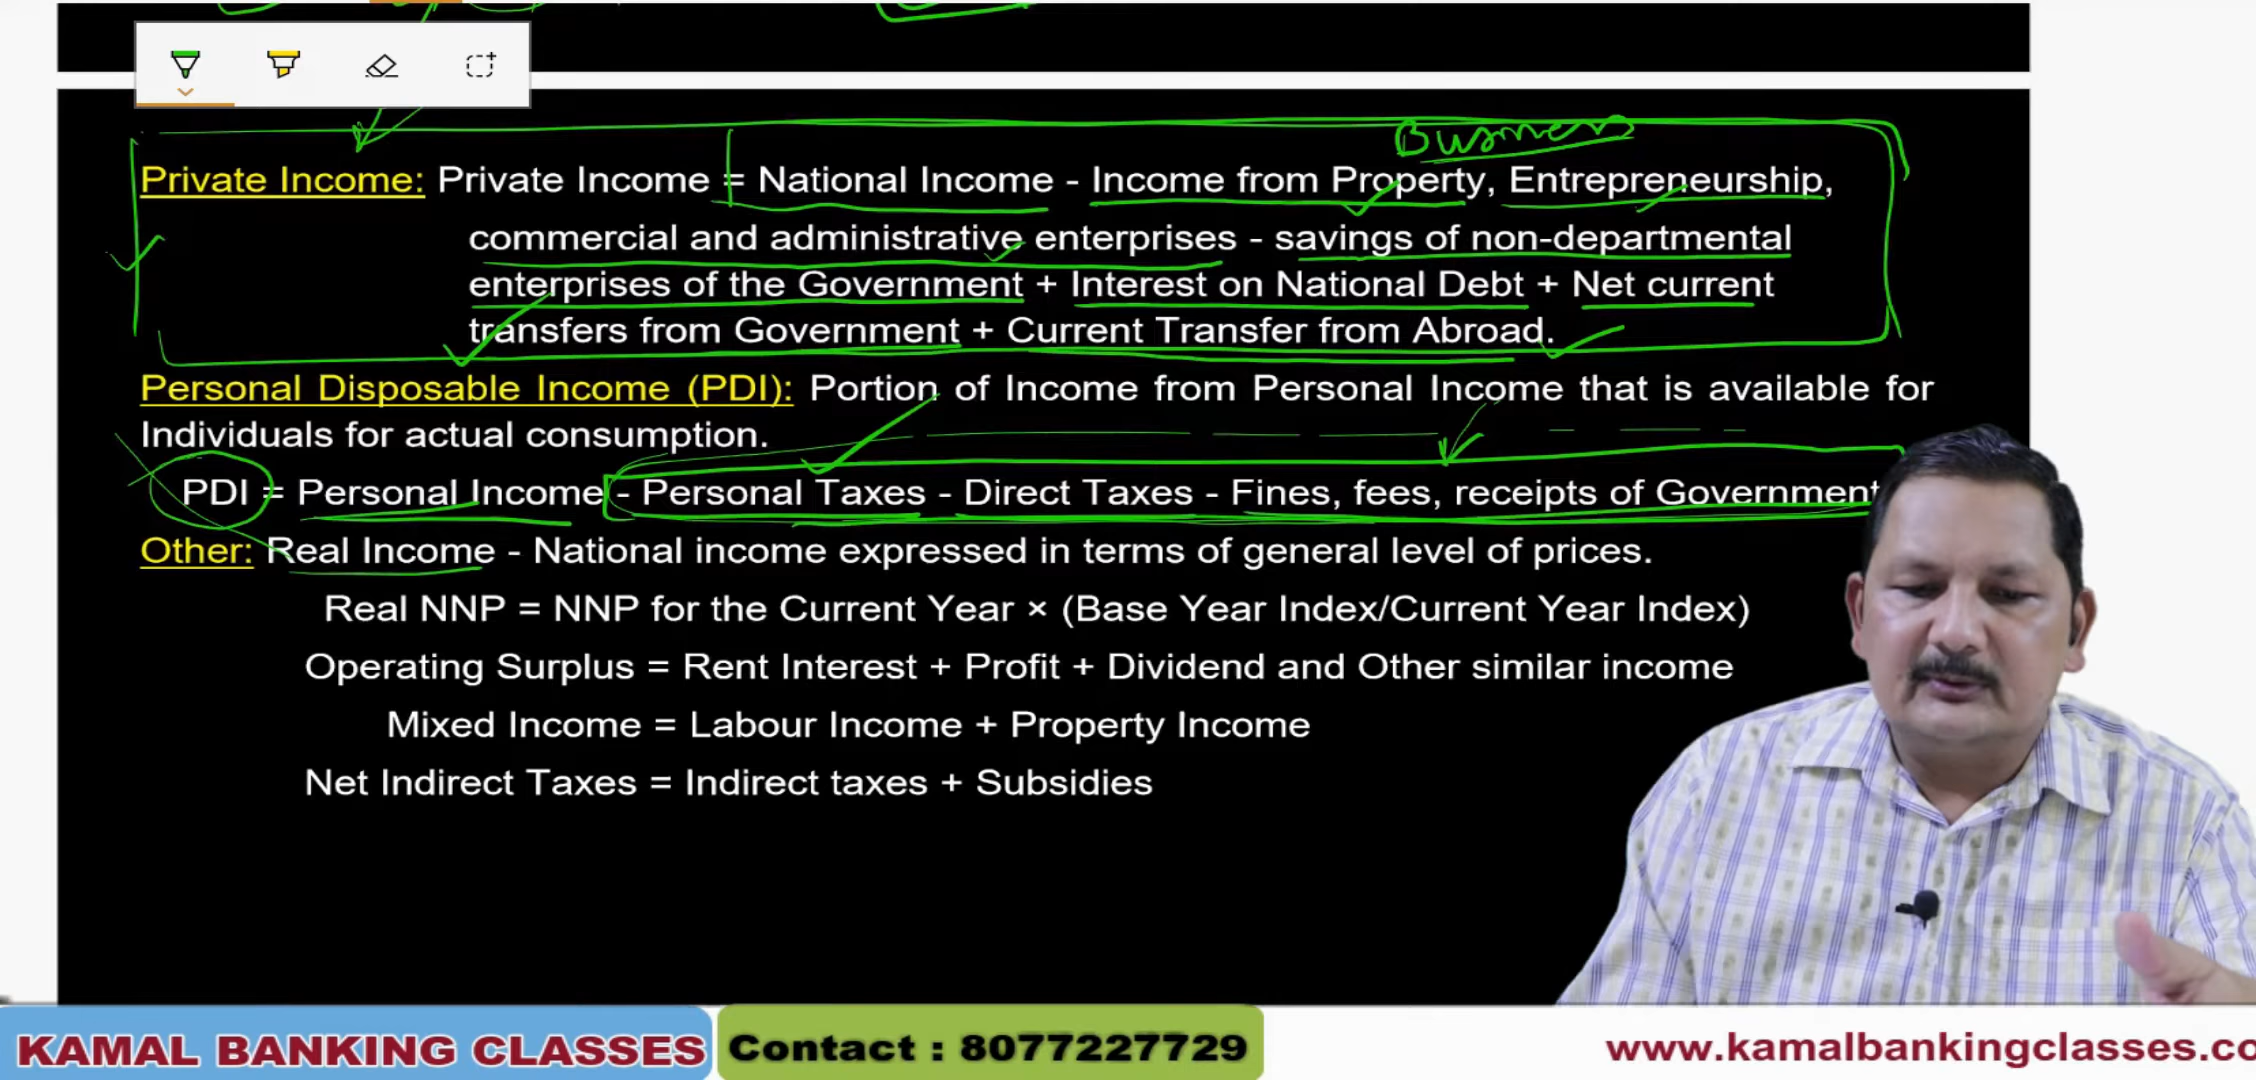 Business
Private Income: Private Income = National Income - Income from Property, Entrepreneurship,
commercial and administrative enterprises - savings of non-departmental
enterprises of the Government + Interest on National Debt + Net current
transfers from Government + Current Transfer from Abroad.
Personal Disposable Income (PDI): Portion of Income from Personal Income that is available for
Individuals for actual consumption.
PDI = Personal Income - Personal Taxes - Direct Taxes - Fines, fees, receipts of Government
Other: Real Income - National income expressed in terms of general level of prices.
Real NNP = NNP for the Current Year × (Base Year Index/Current Year Index)
Operating Surplus = Rent Interest + Profit + Dividend and Other similar income
Mixed Income = Labour Income + Property Income
Net Indirect Taxes = Indirect taxes + Subsidies
KAMAL BANKING CLASSES Contact : 8077227729 www.kamalbankingclasses.co